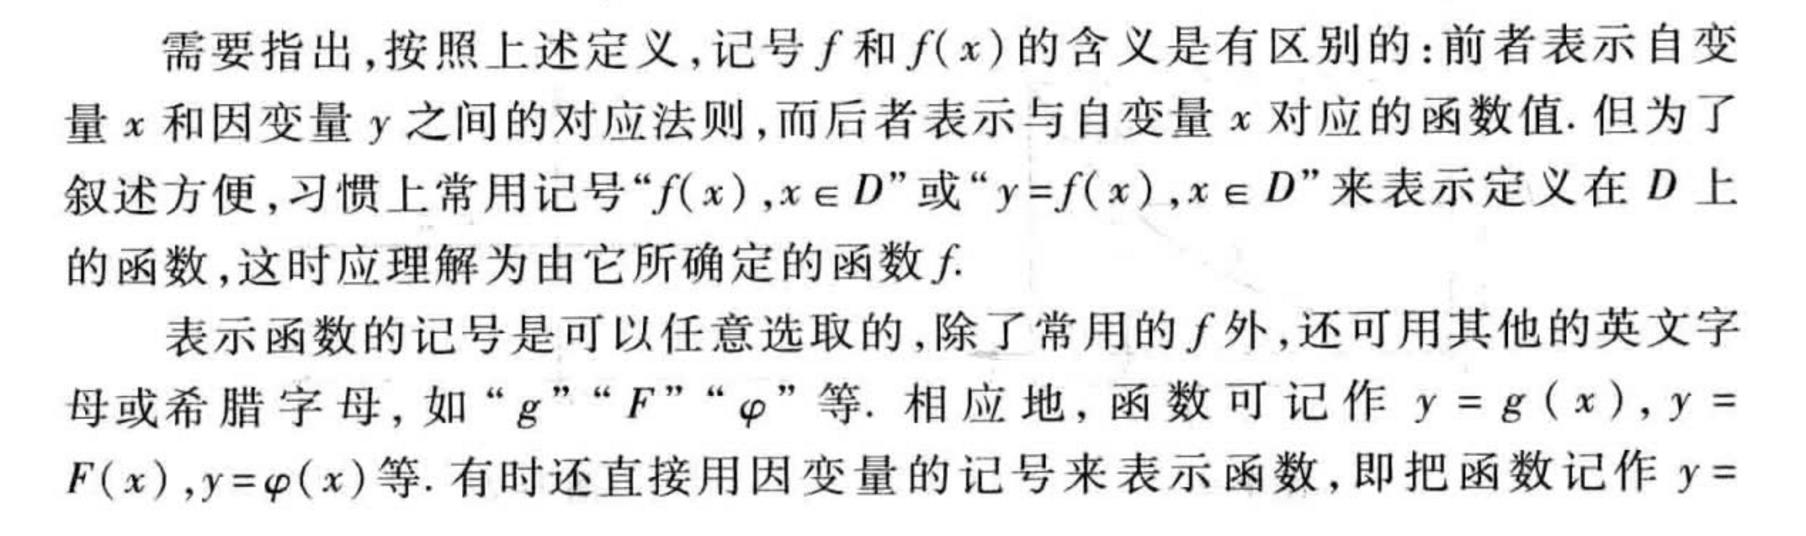 需要指出,按照上述定义,记号 f 和 f(x)的含义是有区别的:前者表示自变
量 x 和因变量 y 之间的对应法则,而后者表示与自变量 x 对应的函数值. 但为了
叙述方便,习惯上常用记号“f(x),x∈D”或“y=f(x),x∈D”来表示定义在 D 上
的函数,这时应理解为由它所确定的函数 f.
表示函数的记号是可以任意选取的,除了常用的 f 外,还可用其他的英文字
母或希腊字母, 如“g”“F”“φ”等. 相应地, 函数可记作 y = g(x), y =
F(x),y=φ(x)等. 有时还直接用因变量的记号来表示函数,即把函数记作 y =